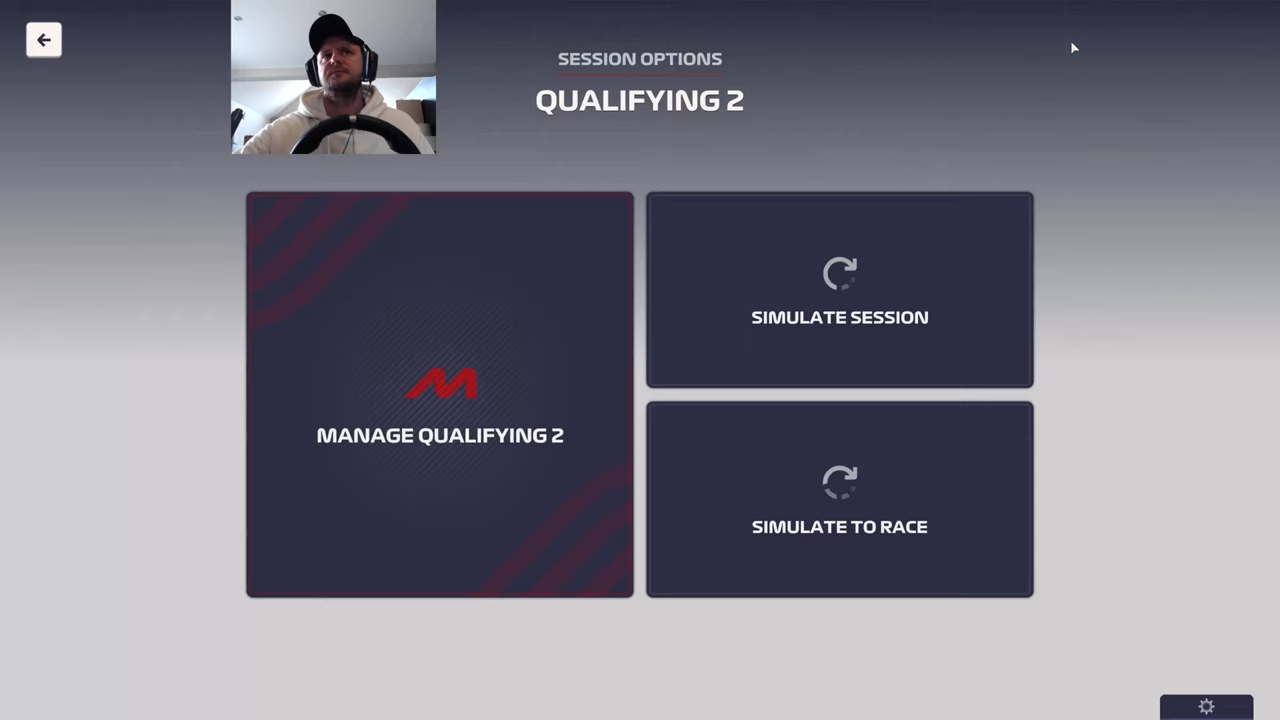 SESSION OPTIONS
QUALIFYING 2
MANAGE QUALIFYING 2
SIMULATE SESSION
SIMULATE TO RACE